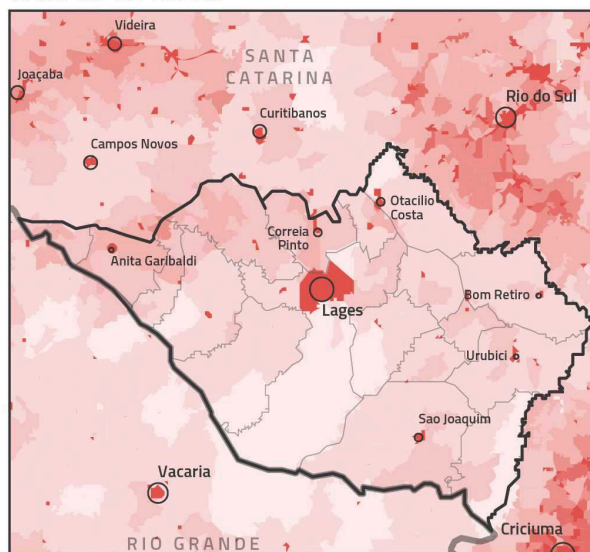 Videira
SANTA
CATARINA
Joaçaba
Rio do Sul
Curitibanos
Campos Novos
Otacilio
Costa
Correia
Pinto
Anita Garibaldi
Bom Retiro
Lages
Urubici
Sao Joaquim
Vacaria
Criciuma
RIO GRANDE